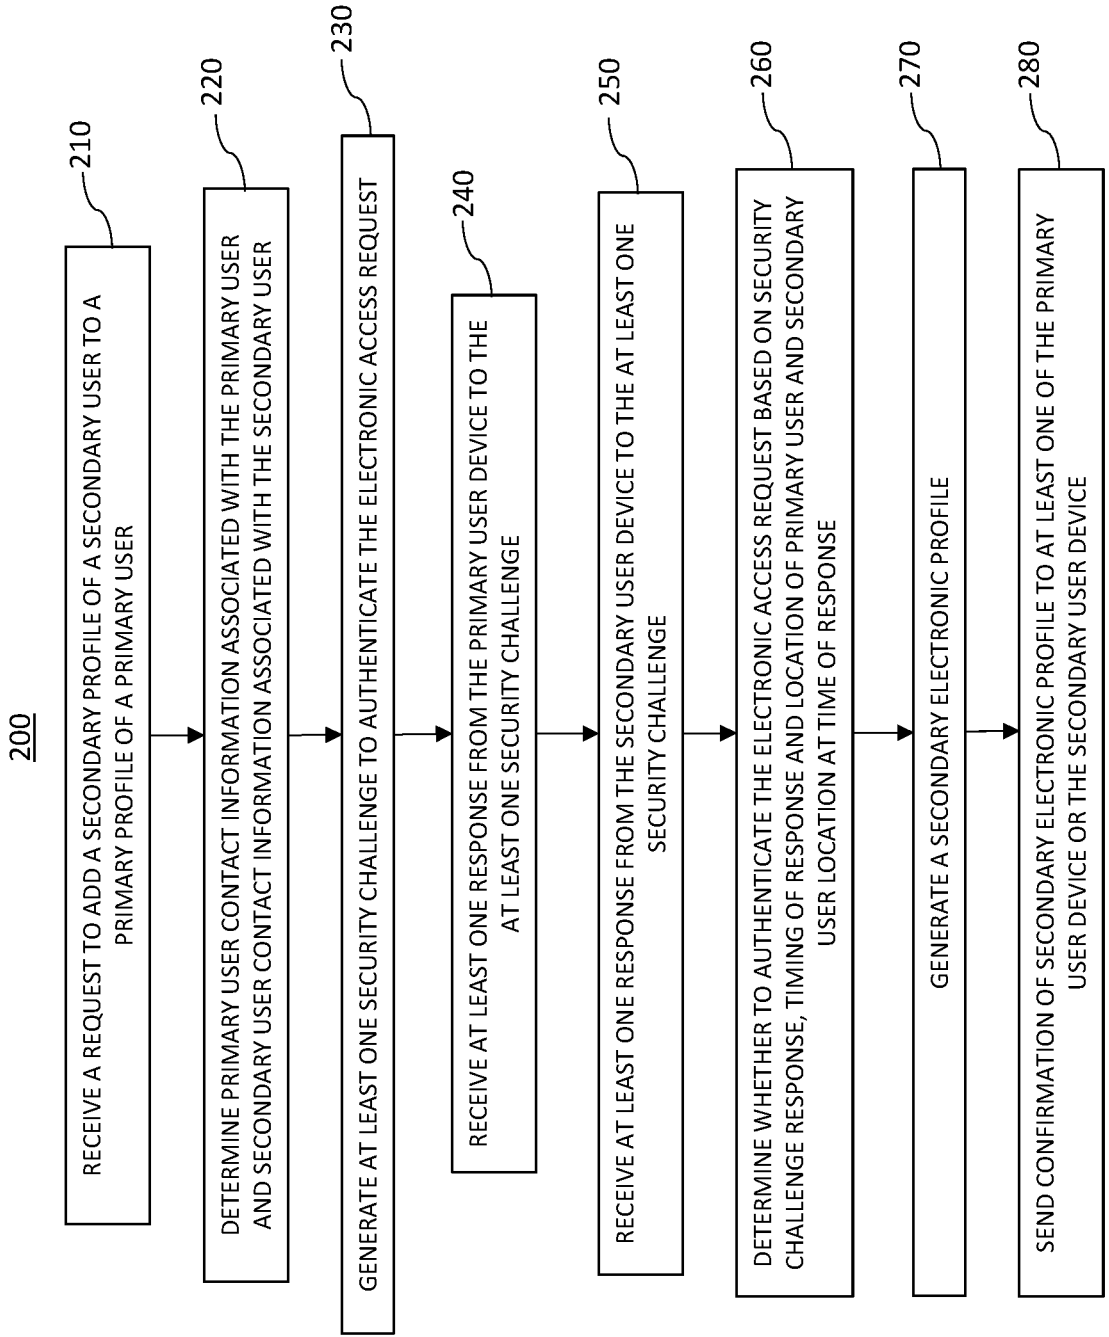 200
210
RECEIVE A REQUEST TO ADD A SECONDARY PROFILE OF A SECONDARY USER TO A
PRIMARY PROFILE OF A PRIMARY USER
220
DETERMINE PRIMARY USER CONTACT INFORMATION ASSOCIATED WITH THE PRIMARY USER
AND SECONDARY USER CONTACT INFORMATION ASSOCIATED WITH THE SECONDARY USER
230
GENERATE AT LEAST ONE SECURITY CHALLENGE TO AUTHENTICATE THE ELECTRONIC ACCESS REQUEST
240
RECEIVE AT LEAST ONE RESPONSE FROM THE PRIMARY USER DEVICE TO THE
AT LEAST ONE SECURITY CHALLENGE
250
RECEIVE AT LEAST ONE RESPONSE FROM THE SECONDARY USER DEVICE TO THE AT LEAST ONE
SECURITY CHALLENGE
260
DETERMINE WHETHER TO AUTHENTICATE THE ELECTRONIC ACCESS REQUEST BASED ON SECURITY
CHALLENGE RESPONSE, TIMING OF RESPONSE AND LOCATION OF PRIMARY USER AND SECONDARY
USER LOCATION AT TIME OF RESPONSE
270
GENERATE A SECONDARY ELECTRONIC PROFILE
280
SEND CONFIRMATION OF SECONDARY ELECTRONIC PROFILE TO AT LEAST ONE OF THE PRIMARY
USER DEVICE OR THE SECONDARY USER DEVICE